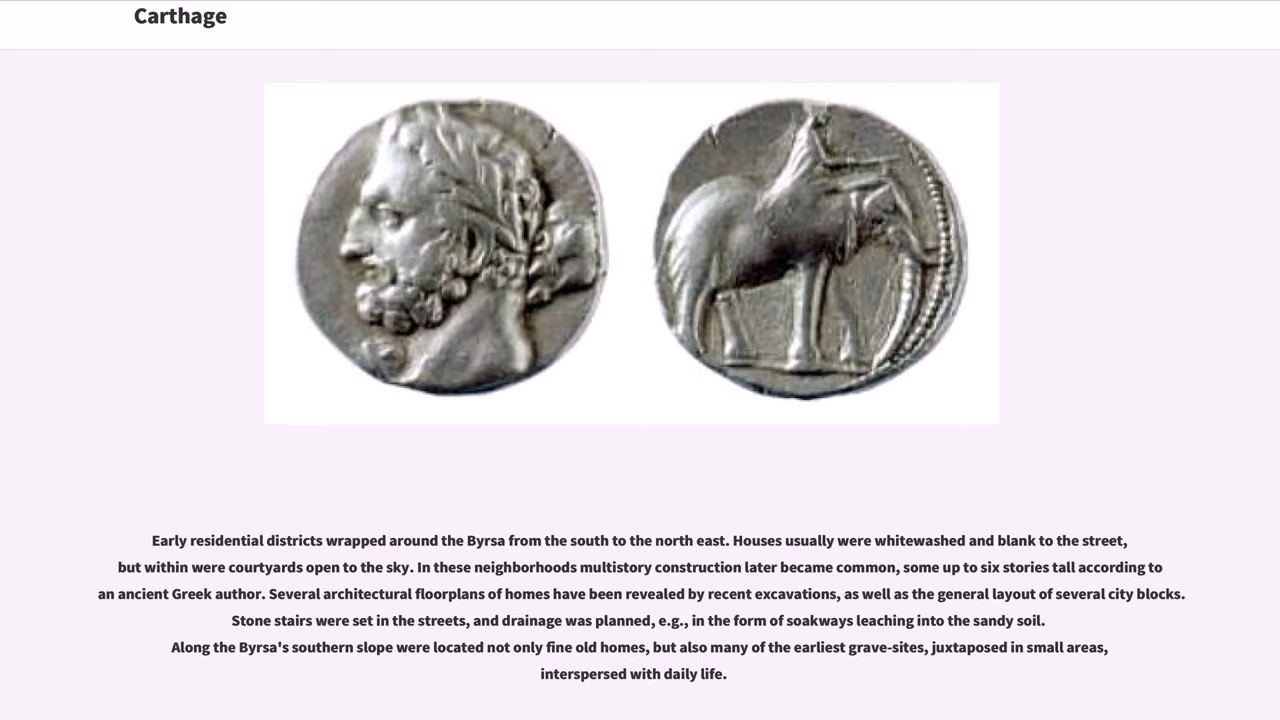 Carthage
Early residential districts wrapped around the Byrsa from the south to the north east. Houses usually were whitewashed and blank to the street,
but within were courtyards open to the sky. In these neighborhoods multistory construction later became common, some up to six stories tall according to
an ancient Greek author. Several architectural floorplans of homes have been revealed by recent excavations, as well as the general layout of several city blocks.
Stone stairs were set in the streets, and drainage was planned, e.g., in the form of soakways leaching into the sandy soil.
Along the Byrsa's southern slope were located not only fine old homes, but also many of the earliest grave-sites, juxtaposed in small areas,
interspersed with daily life.